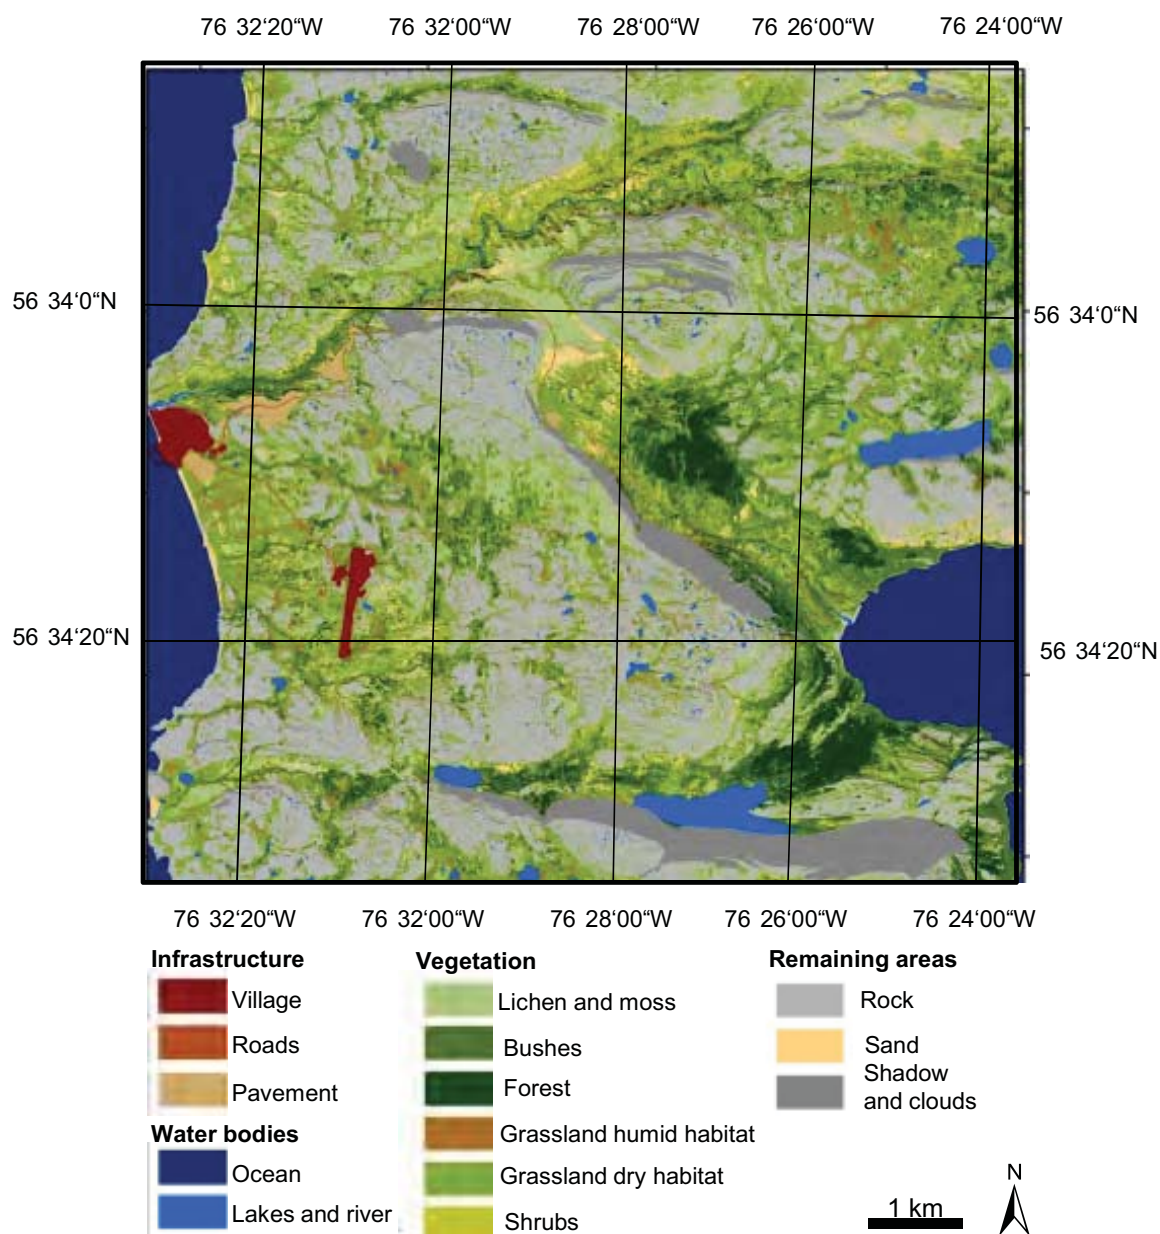 76 32‘20“W 76 32‘00“W 76 28‘00“W 76 26‘00“W 76 24‘00“W
56 34‘0“N
56 34‘0“N
56 34‘20“N
56 34‘20“N
76 32‘20“W 76 32‘00“W 76 28‘00“W 76 26‘00“W 76 24‘00“W
Infrastructure
Village
Roads
Pavement
Water bodies
Ocean
Lakes and river
Vegetation
Lichen and moss
Bushes
Forest
Grassland humid habitat
Grassland dry habitat
Shrubs
Remaining areas
Rock
Sand
Shadow
and clouds
1 km
N